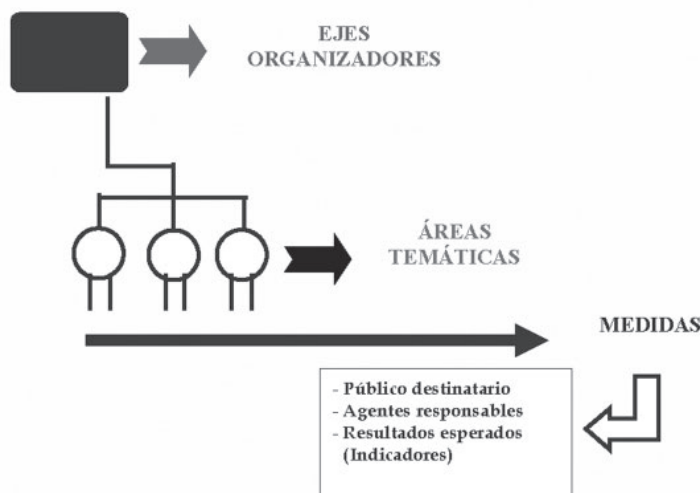 EJES
ORGANIZADORES
ÁREAS
TEMÁTICAS
MEDIDAS
- Público destinatario
- Agentes responsables
- Resultados esperados
(Indicadores)